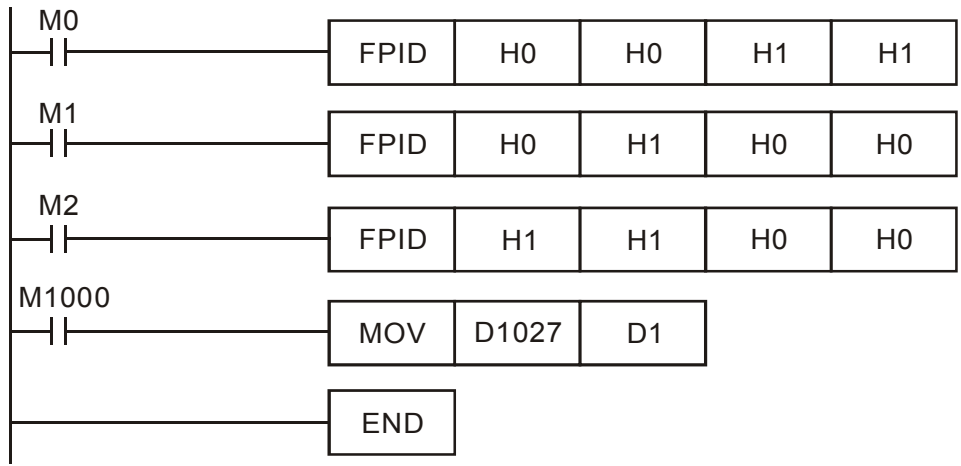 M0
FPID H0 H0 H1 H1
M1
FPID H0 H1 H0 H0
M2
FPID H1 H1 H0 H0
M1000
MOV D1027 D1
END